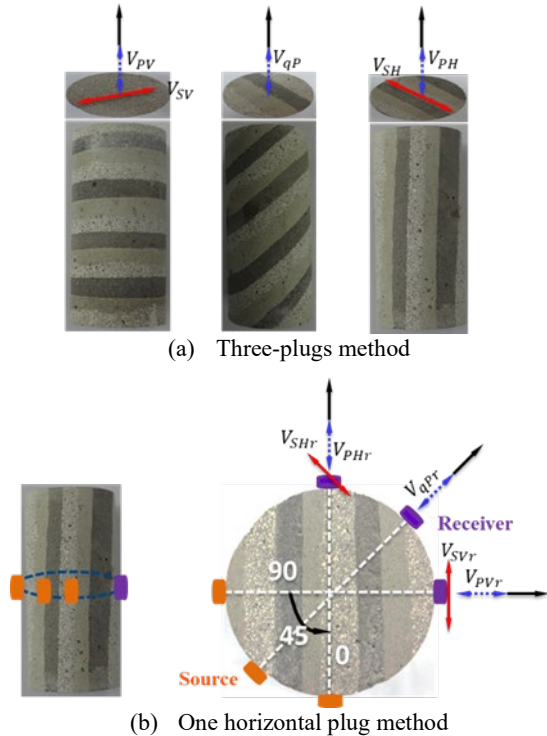 V_PV
V_SV
V_qP
V_SH
V_PH
(a) Three-plugs method
V_SHr
V_PHr
V_qPr
Receiver
V_SVr
V_PVr
90
45
0
Source
(b) One horizontal plug method